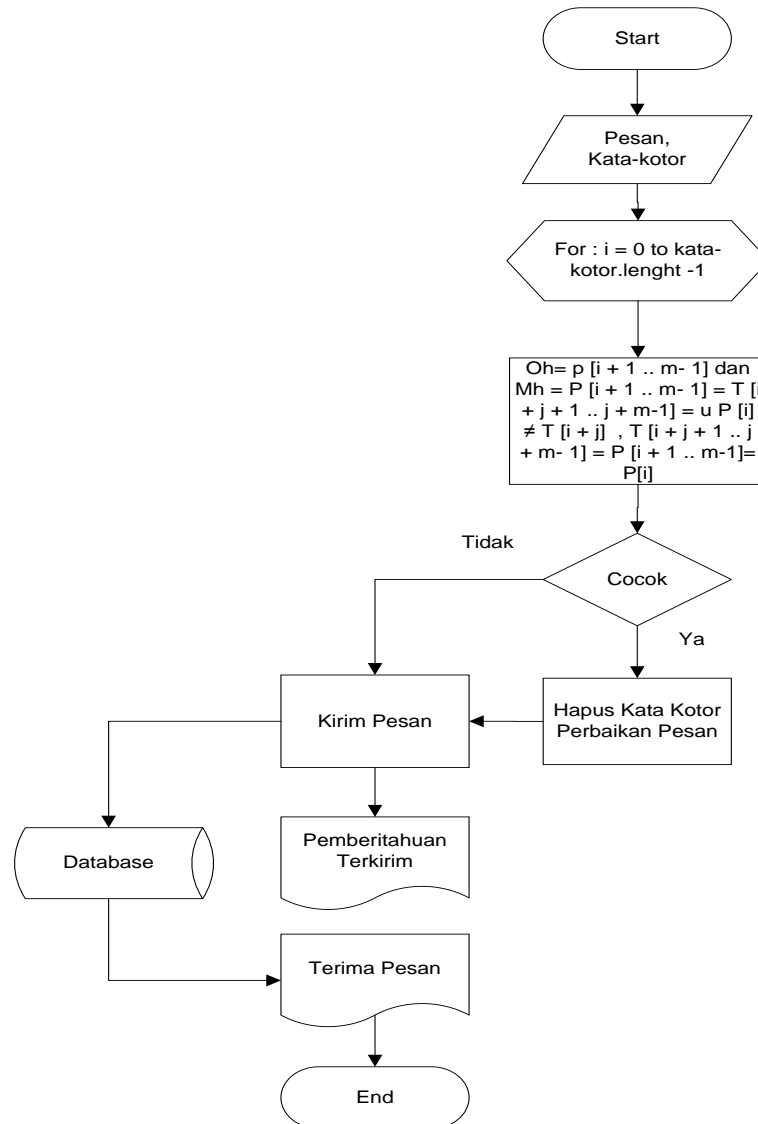 Start
Pesan,
Kata-kotor
For : i = 0 to kata-
kotor.lenght -1
Oh= p [i + 1 .. m- 1] dan
Mh = P [i + 1 .. m- 1] = T [i
+ j + 1 .. j + m-1] = u P [i]
≠ T [i + j] , T [i + j + 1 .. j
+ m- 1] = P [i + 1 .. m-1]=
P[i]
Tidak
Cocok
Ya
Kirim Pesan
Hapus Kata Kotor
Perbaikan Pesan
Database
Pemberitahuan
Terkirim
Terima Pesan
End